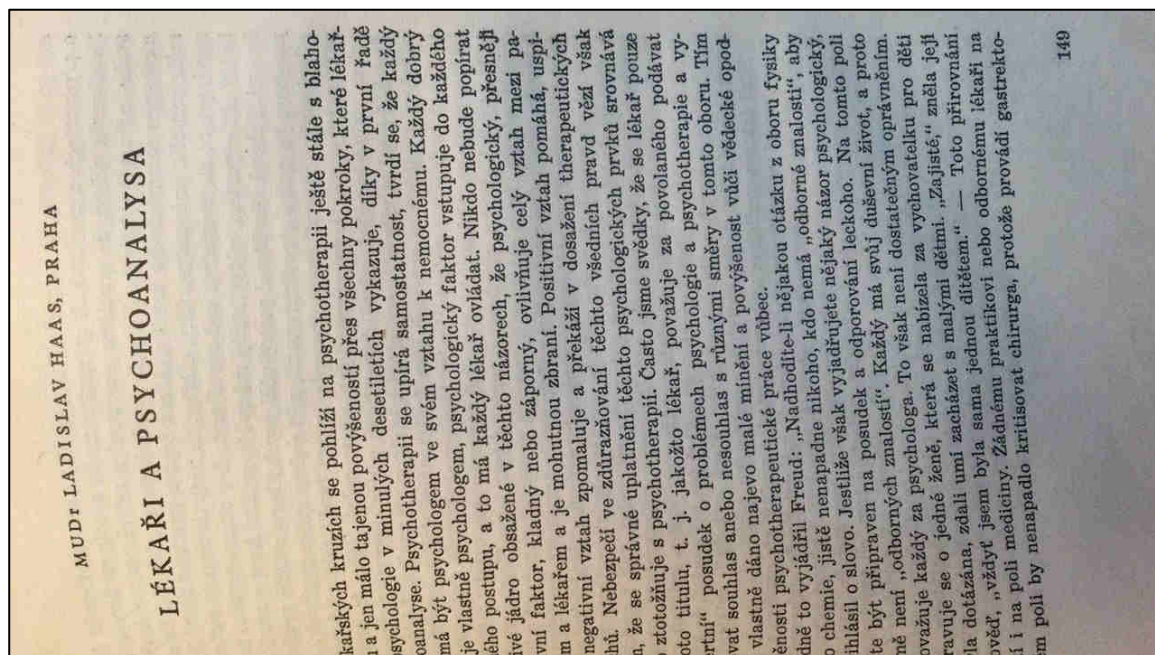 MUDr LADISLAV HAAS, PRAHA
LÉKAŘI A PSYCHOANALYSA
kařských kruzích se pohlíží na psychotherapii ještě stále s blaho-
u a jen málo tajenou povýšeností přes všechny pokroky, které lékař-
psychologie v minulých desetiletích vykazuje, díky v první řadě
oanalyse. Psychotherapii se upírá samostatnost, tvrdí se, že každý
má být psychologem ve svém vztahu k nemocnému. Každý dobrý
je vlastně psychologem, psychologický faktor vstupuje do každého
ného postupu, a to má každý lékař ovládat. Nikdo nebude popírat
ivé jádro obsažené v těchto názorech, že psychologický, přesněji
vní faktor, kladný nebo záporný, ovlivňuje celý vztah mezi pa-
m a lékařem a je mohutnou zbraní. Positivní vztah pomáhá, uspí-
negativní vztah zpomaluje a překáží v dosažení therapeutických
hů. Nebezpečí ve zdůrazňování těchto všedních pravd vězí však
m, že se správné uplatnění těchto psychologických prvků srovnává
o ztotožňuje s psychotherapií. Často jsme svědky, že se lékař pouze
oto titulu, t. j. jakožto lékař, považuje za povolaného podávat
ertní“ posudek o problémech psychologie a psychotherapie a vy-
vat souhlas anebo nesouhlas s různými směry v tomto oboru. Tím
vlastně dáno najevo malé mínění a povýšenost vůči vědecké opod-
něnosti psychotherapeutické práce vůbec.
dně to vyjádřil Freud: „Nadhodíte-li nějakou otázku z oboru fysiky
o chemie, jistě nenapadne nikoho, kdo nemá „odborné znalosti“, aby
ihlásil o slovo. Jestliže však vyjadřujete nějaký názor psychologický,
te být připraven na posudek a odporování leckoho. Na tomto poli
mě není „odborných znalostí“. Každý má svůj duševní život, a proto
ovažuje každý za psychologa. To však není dostatečným oprávněním.
ravuje se o jedné ženě, která se nabízela za vychovatelku pro děti
yla dotázána, zdali umí zacházet s malými dětmi. „Zajisté,“ zněla její
ověď, „vždyť jsem byla sama jednou dítětem.“ — Toto přirovnání
í i na poli mediciny. Žádnému praktikovi nebo odbornému lékaři na
em poli by nenapadlo kritisovat chirurga, protože provádí gastrekto-
149